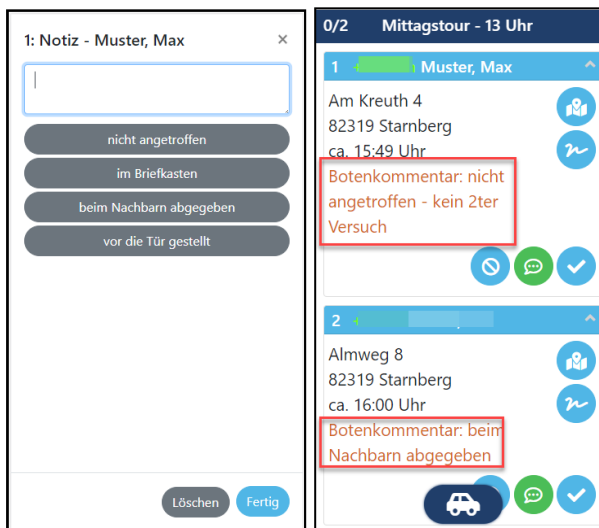 1: Notiz - Muster, Max ×
nicht angetroffen
im Briefkasten
beim Nachbarn abgegeben
vor die Tür gestellt
Löschen Fertig
0/2 Mittagstour - 13 Uhr
1 Muster, Max
Am Kreuth 4
82319 Starnberg
ca. 15:49 Uhr
Botenkommentar: nicht
angetroffen - kein 2ter
Versuch
2
Almweg 8
82319 Starnberg
ca. 16:00 Uhr
Botenkommentar: beim
Nachbarn abgegeben